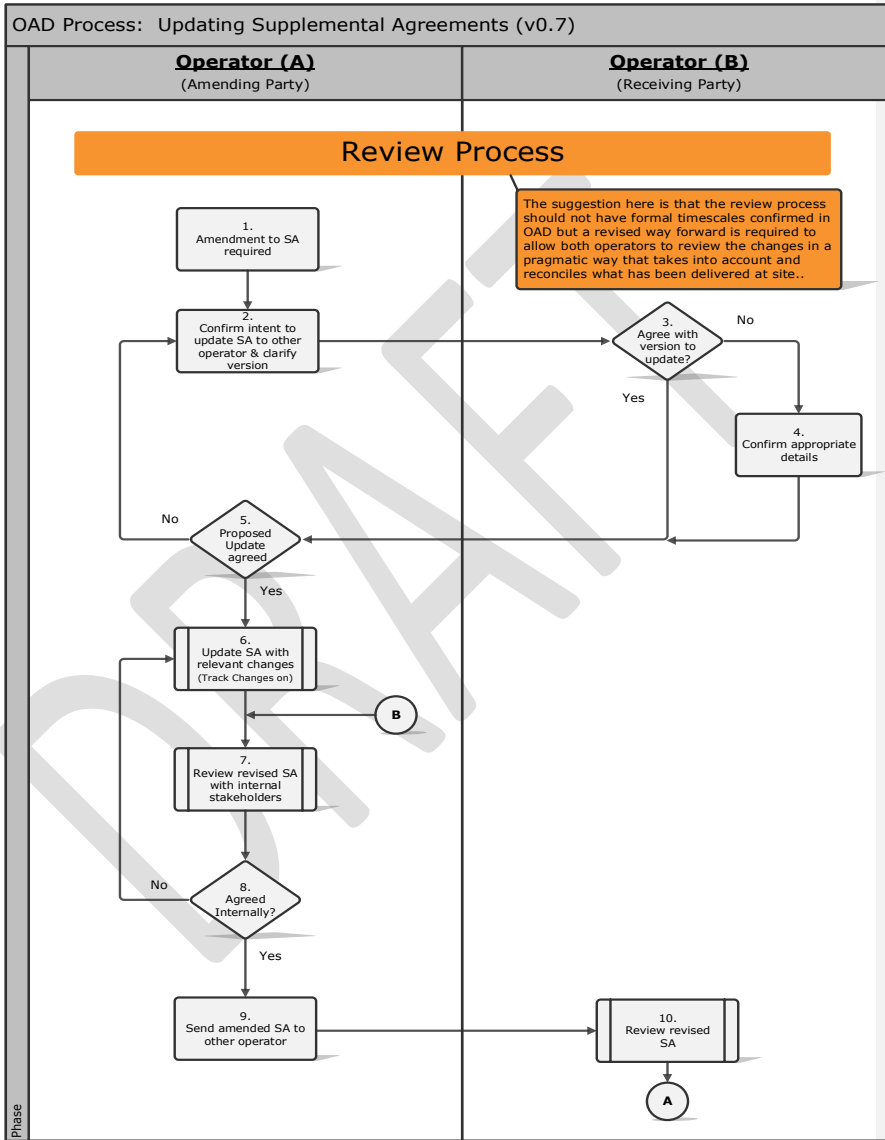 OAD Process:  Updating Supplemental Agreements (v0.7)
Operator (A)
(Amending Party)
Operator (B)
(Receiving Party)
Review Process
The suggestion here is that the review process
should not have formal timescales confirmed in
OAD but a revised way forward is required to
allow both operators to review the changes in a
pragmatic way that takes into account and
reconciles what has been delivered at site..
1.
Amendment to SA
required
2.
Confirm intent to
update SA to other
operator & clarify
version
3.
Agree with
version to
update?
No
Yes
4.
Confirm appropriate
details
5.
Proposed
Update
agreed
No
Yes
6.
Update SA with
relevant changes
(Track Changes on)
B
7.
Review revised SA
with internal
stakeholders
8.
Agreed
Internally?
No
Yes
9.
Send amended SA to
other operator
10.
Review revised
SA
A
Phase
DRAFT